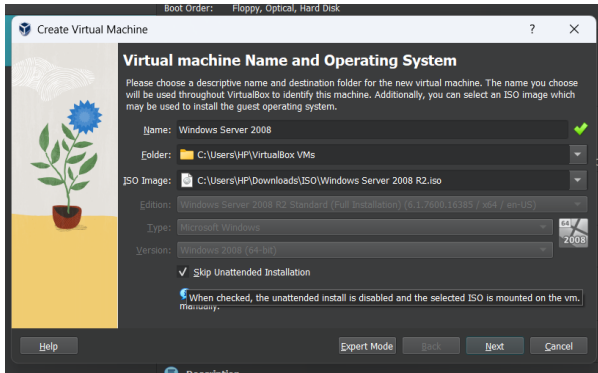 Boot Order: Floppy, Optical, Hard Disk
Create Virtual Machine
?
Virtual machine Name and Operating System
Please choose a descriptive name and destination folder for the new virtual machine. The name you choose
will be used throughout VirtualBox to identify this machine. Additionally, you can select an ISO image which
may be used to install the guest operating system.
Name: Windows Server 2008
Folder: C:\Users\HP\VirtualBox VMs
ISO Image: C:\Users\HP\Downloads\ISO\Windows Server 2008 R2.iso
Edition: Windows Server 2008 R2 Standard (Full Installation) (6.1.7600.16385 / x64 / en-US)
Type: Microsoft Windows
64
2008
Version: Windows 2008 (64-bit)
Skip Unattended Installation
When checked, the unattended install is disabled and the selected ISO is mounted on the vm.
manually.
Help Expert Mode Back Next Cancel
Description